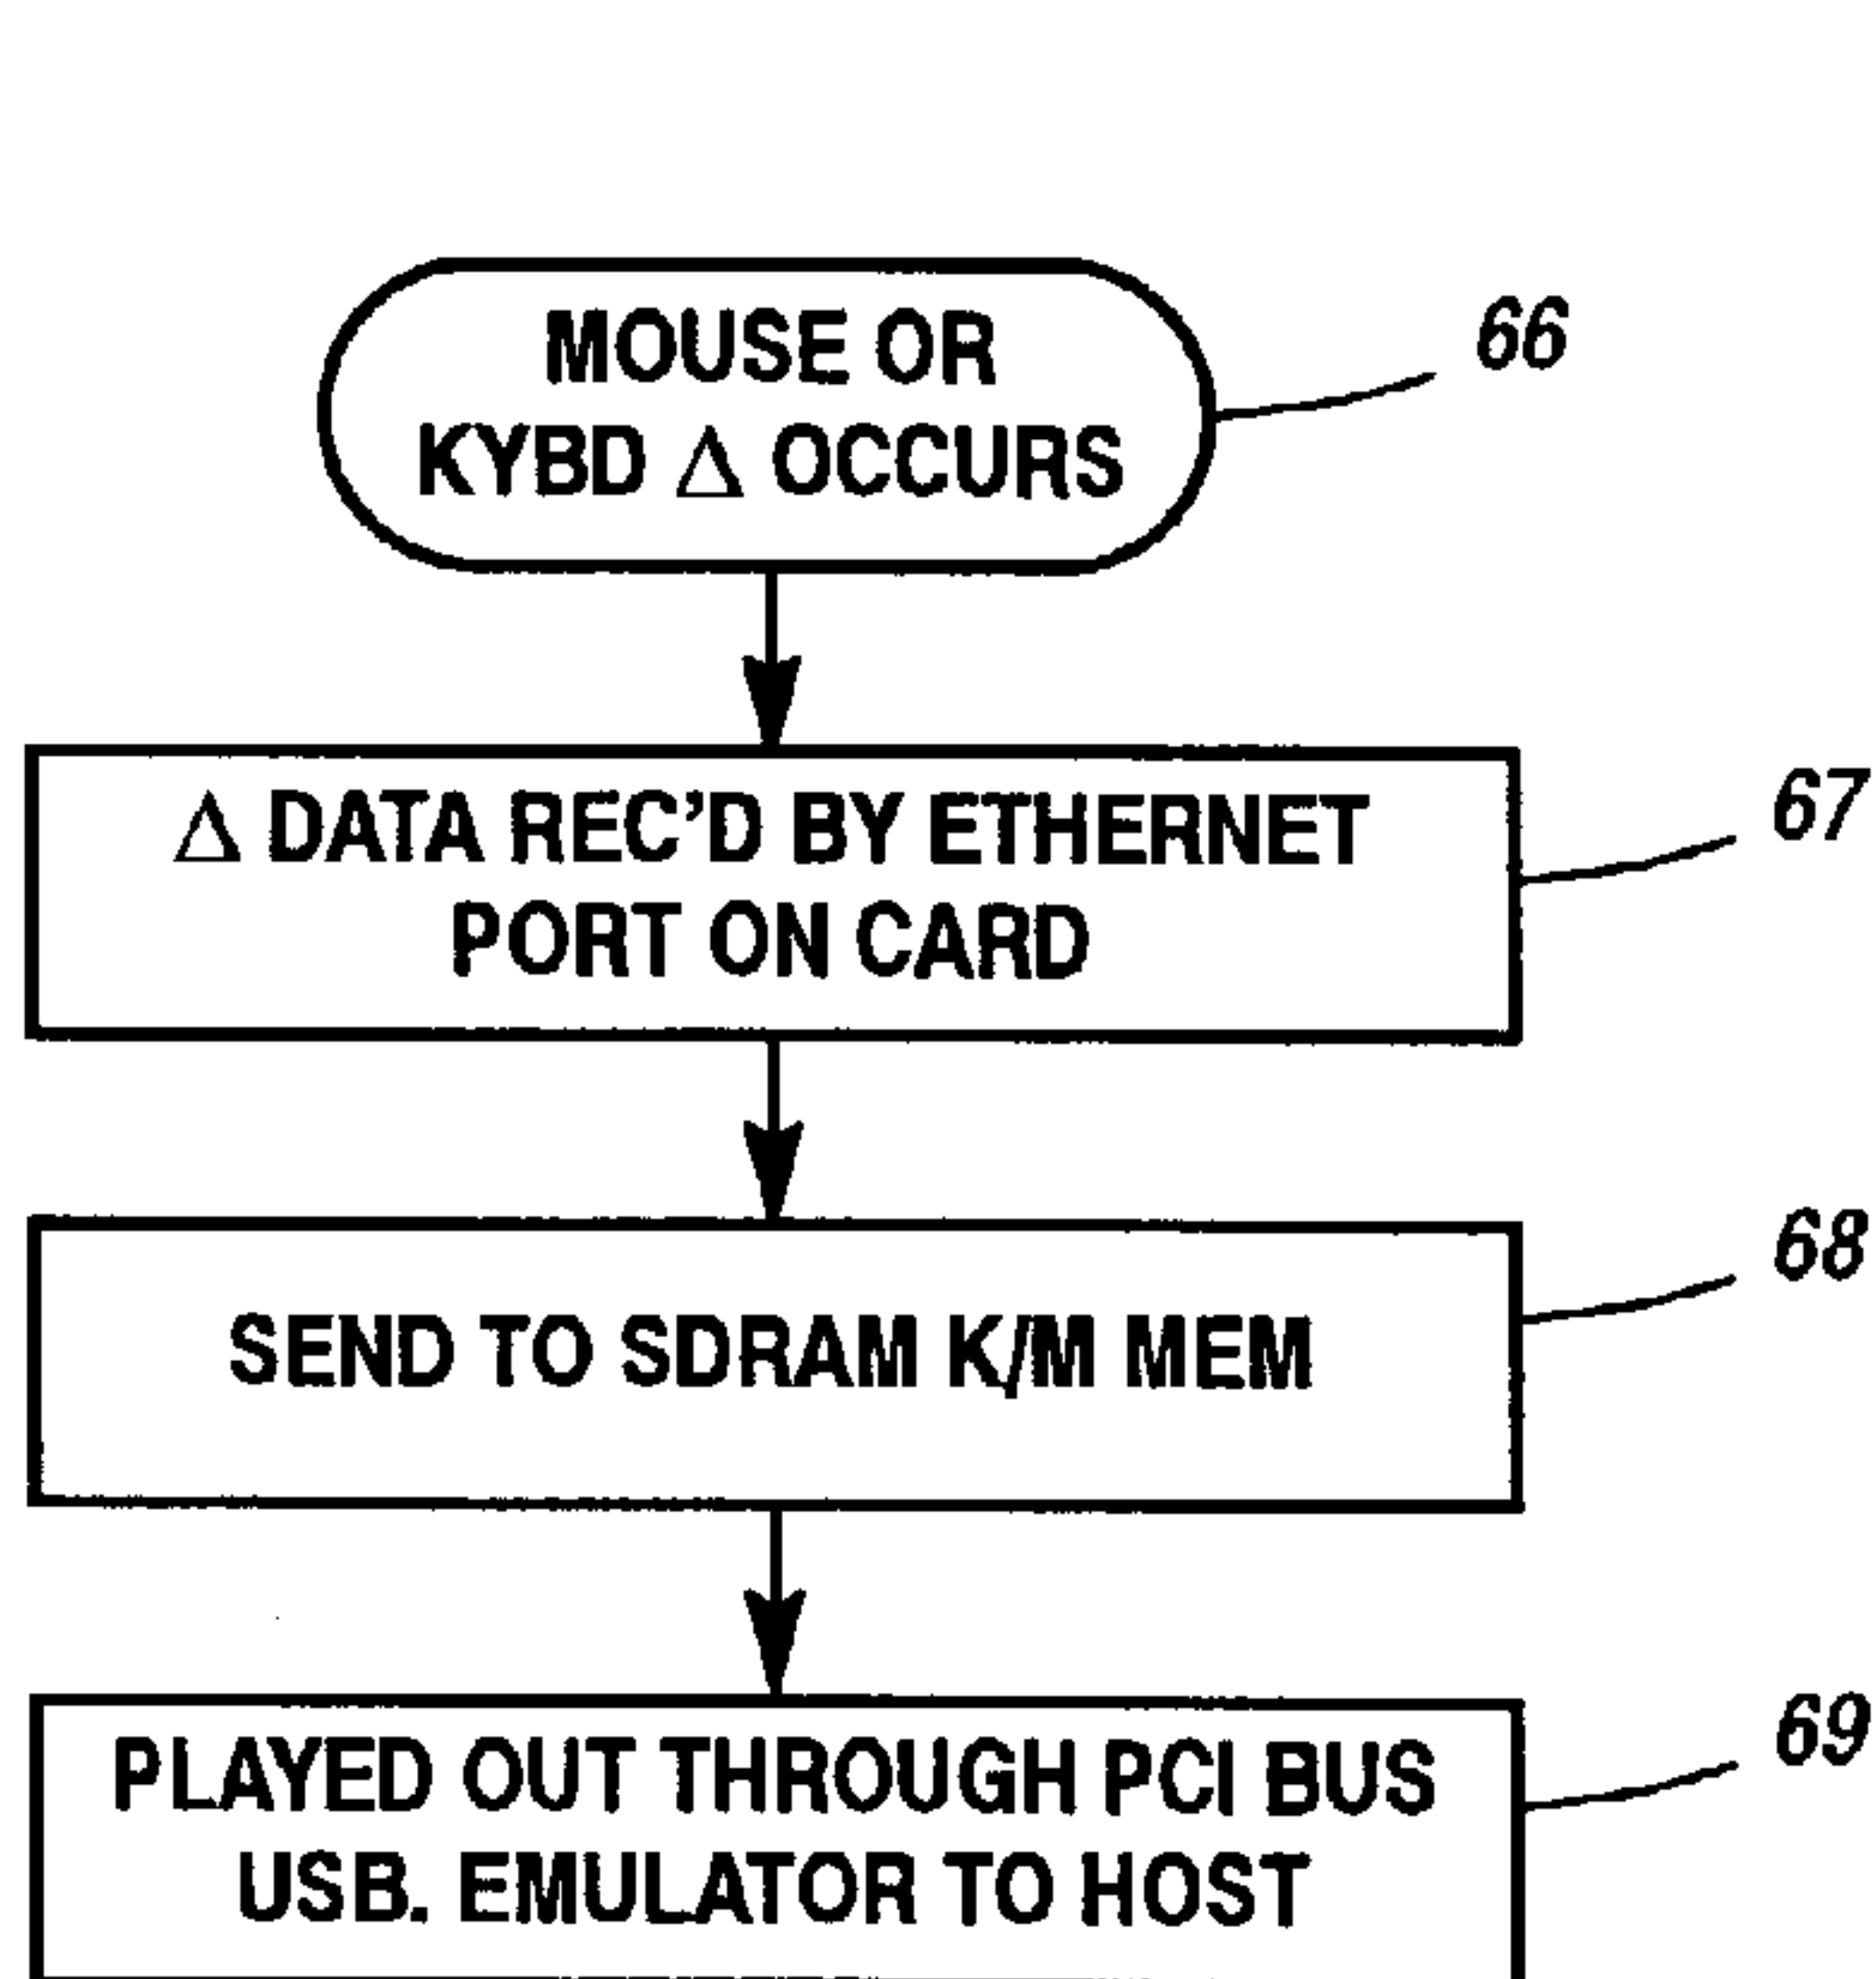 MOUSE OR
KYBD Δ OCCURS
66
Δ DATA REC'D BY ETHERNET
PORT ON CARD
67
SEND TO SDRAM K/M MEM
68
PLAYED OUT THROUGH PCI BUS
USB. EMULATOR TO HOST
69